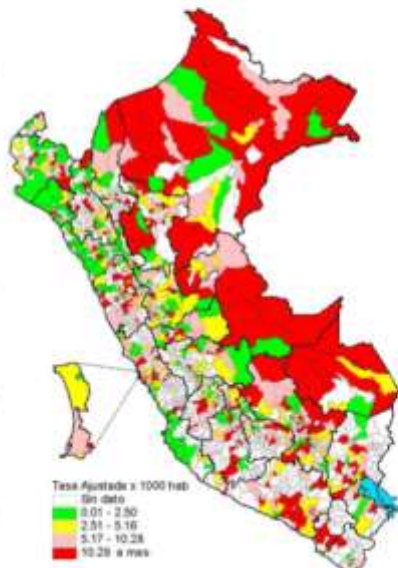 Tasa Ajustada x 1000 hab
Sin dato
0.01 - 2.50
2.51 - 5.16
5.17 - 10.28
10.29 a mas